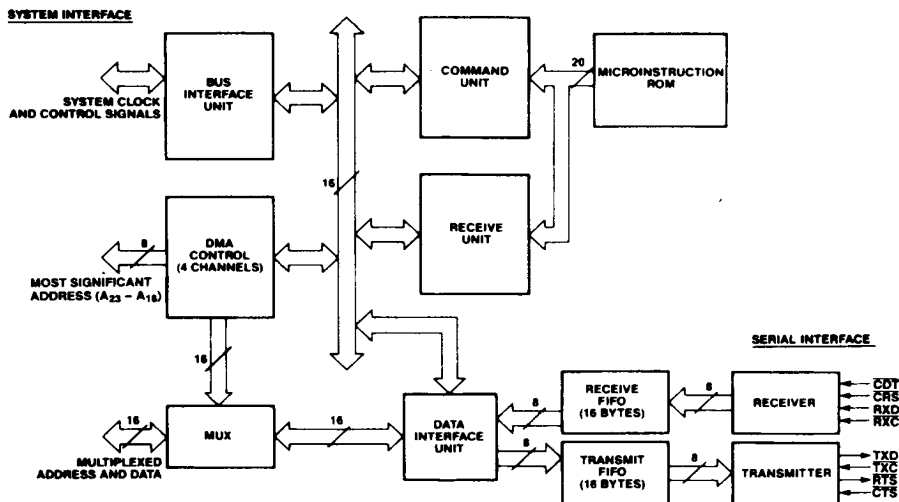 SYSTEM INTERFACE
BUS
INTERFACE
UNIT
SYSTEM CLOCK
AND CONTROL SIGNALS
COMMAND
UNIT
20
MICROINSTRUCTION
ROM
16
DMA
CONTROL
(4 CHANNELS)
8
MOST SIGNIFICANT
ADDRESS (A23 – A16)
RECEIVE
UNIT
16
SERIAL INTERFACE
MUX
16
MULTIPLEXED
ADDRESS AND DATA
16
DATA
INTERFACE
UNIT
8
RECEIVE
FIFO
(16 BYTES)
8
RECEIVER
CDT
CRS
RXD
RXC
8
TRANSMIT
FIFO
(16 BYTES)
8
TRANSMITTER
TXD
TXC
RTS
CTS